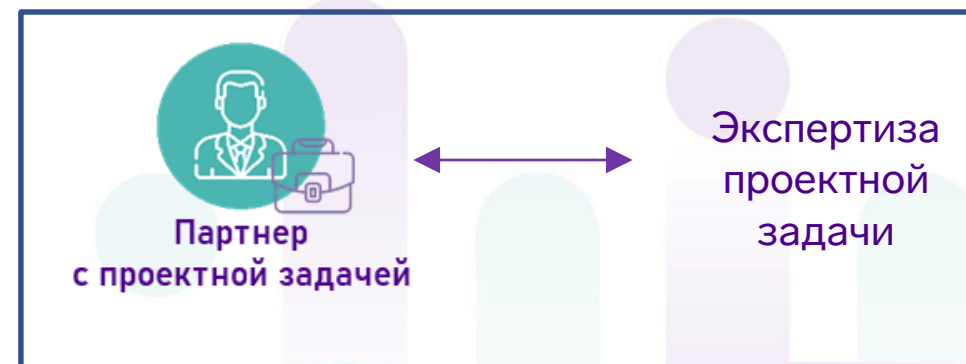 Партнер
с проектной задачей
Экспертиза
проектной
задачи